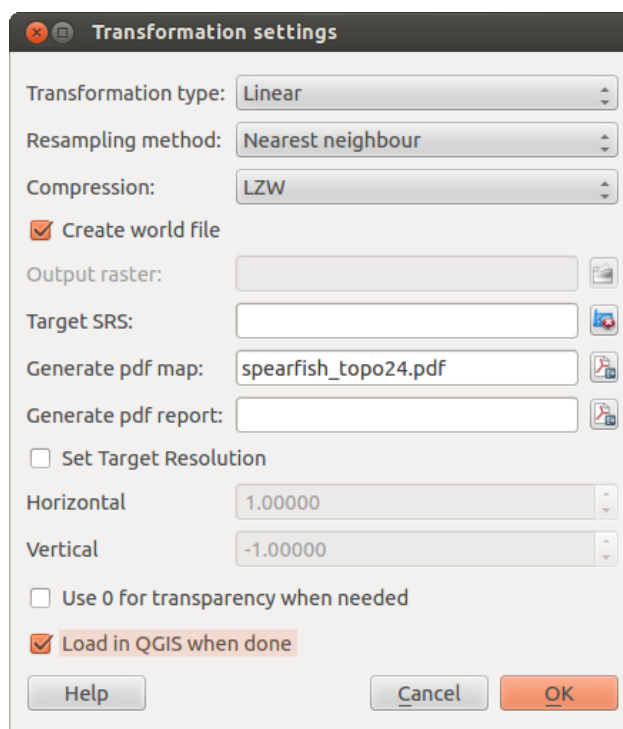 Transformation settings
Transformation type: Linear
Resampling method: Nearest neighbour
Compression: LZW
Create world file
Output raster:
Target SRS:
Generate pdf map: spearfish_topo24.pdf
Generate pdf report:
Set Target Resolution
Horizontal 1.00000
Vertical -1.00000
Use 0 for transparency when needed
Load in QGIS when done
Help Cancel OK